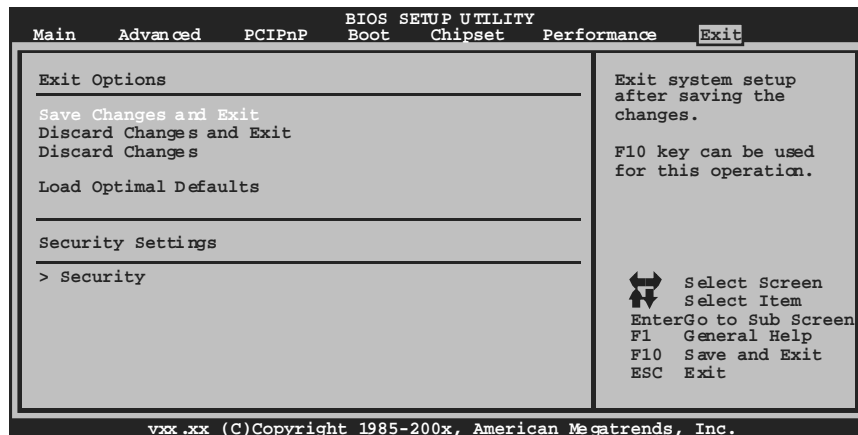 BIOS SETUP UTILITY
Main Advanced PCIPnP Boot Chipset Performance Exit
Exit Options
Save Changes and Exit
Discard Changes and Exit
Discard Changes
Load Optimal Defaults
Security Settings
> Security
Exit system setup
after saving the
changes.
F10 key can be used
for this operation.
Select Screen
Select Item
EnterGo to Sub Screen
F1 General Help
F10 Save and Exit
ESC Exit
vxx.xx (C)Copyright 1985-200x, American Megatrends, Inc.